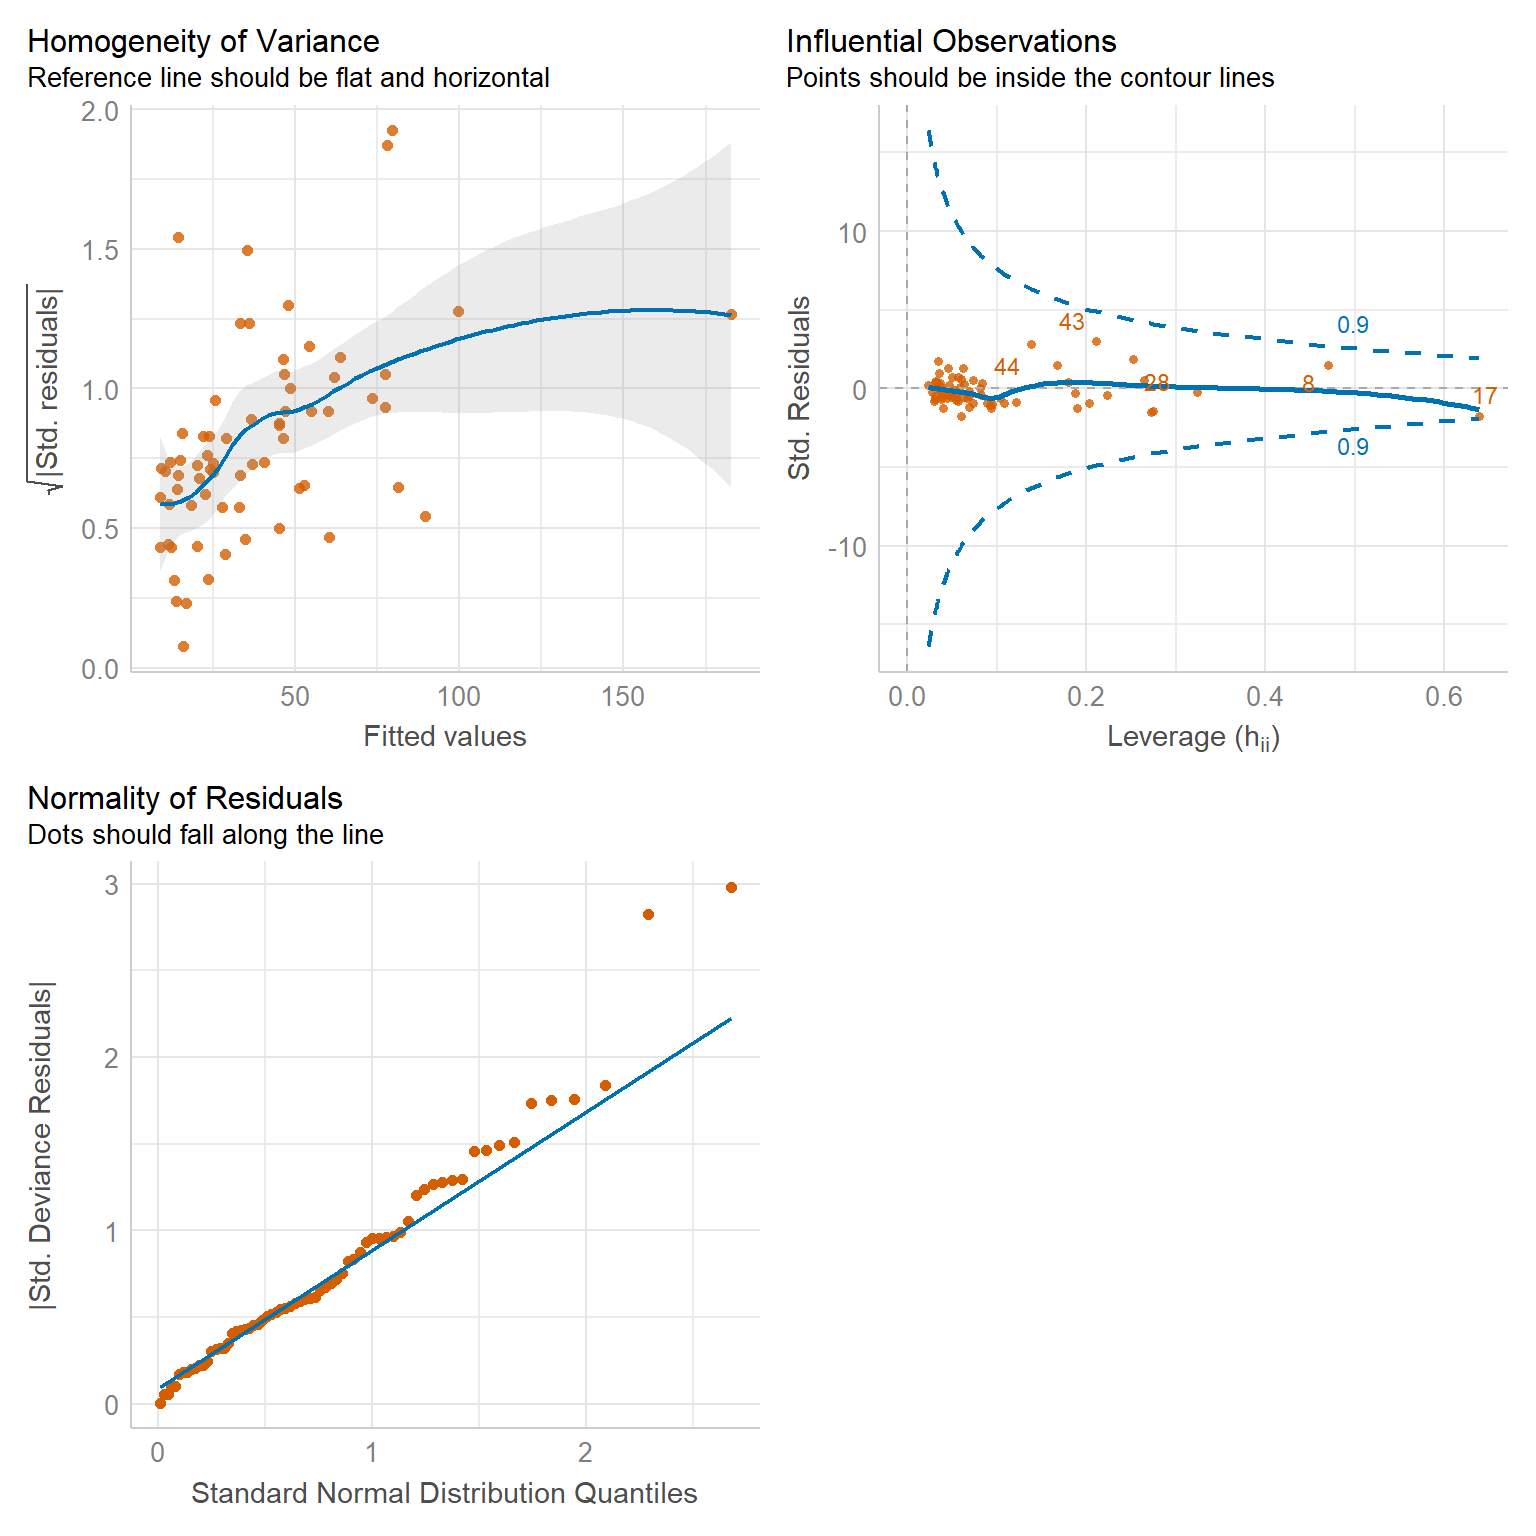 Homogeneity of Variance
Reference line should be flat and horizontal
2.0
1.5
1.0
0.5
0.0
√|Std. residuals|
50
100
150
Fitted values
Influential Observations
Points should be inside the contour lines
10
0
-10
Std. Residuals
43
44
28
8
17
0.9
0.9
0.0
0.2
0.4
0.6
Leverage (hii)
Normality of Residuals
Dots should fall along the line
3
2
1
0
|Std. Deviance Residuals|
0
1
2
Standard Normal Distribution Quantiles